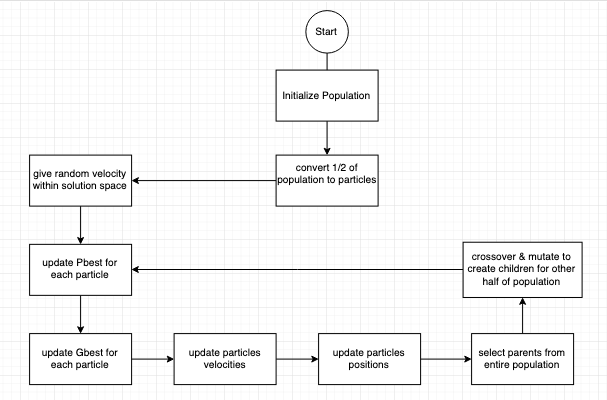 Start
Initialize Population
convert 1/2 of
population to particles
give random velocity
within solution space
update Pbest for
each particle
crossover & mutate to
create children for other
half of population
update Gbest for
each particle
update particles
velocities
update particles
positions
select parents from
entire population